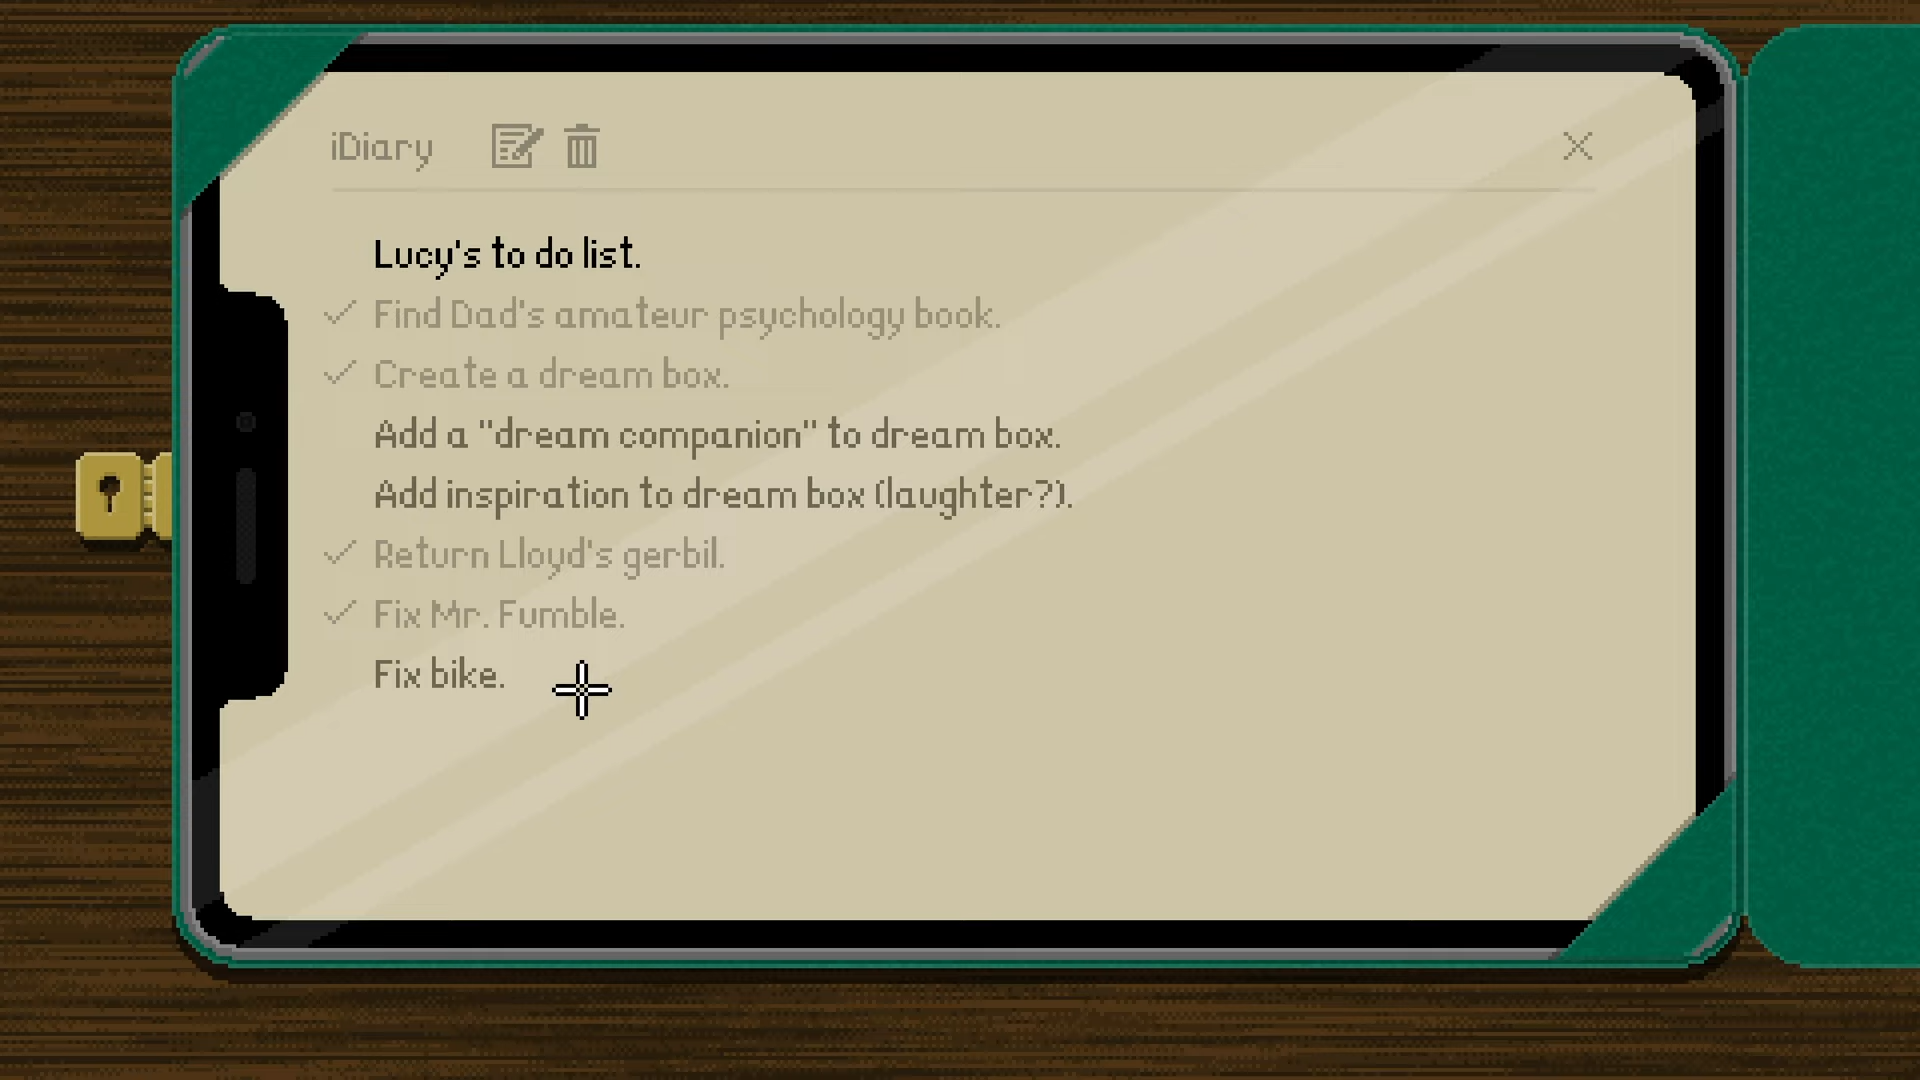 iDiary
Lucy's to do list.
Find Dad's amateur psychology book.
Create a dream box.
Add a "dream companion" to dream box.
Add inspiration to dream box (laughter?).
Return Lloyd's gerbil.
Fix Mr. Fumble.
Fix bike.